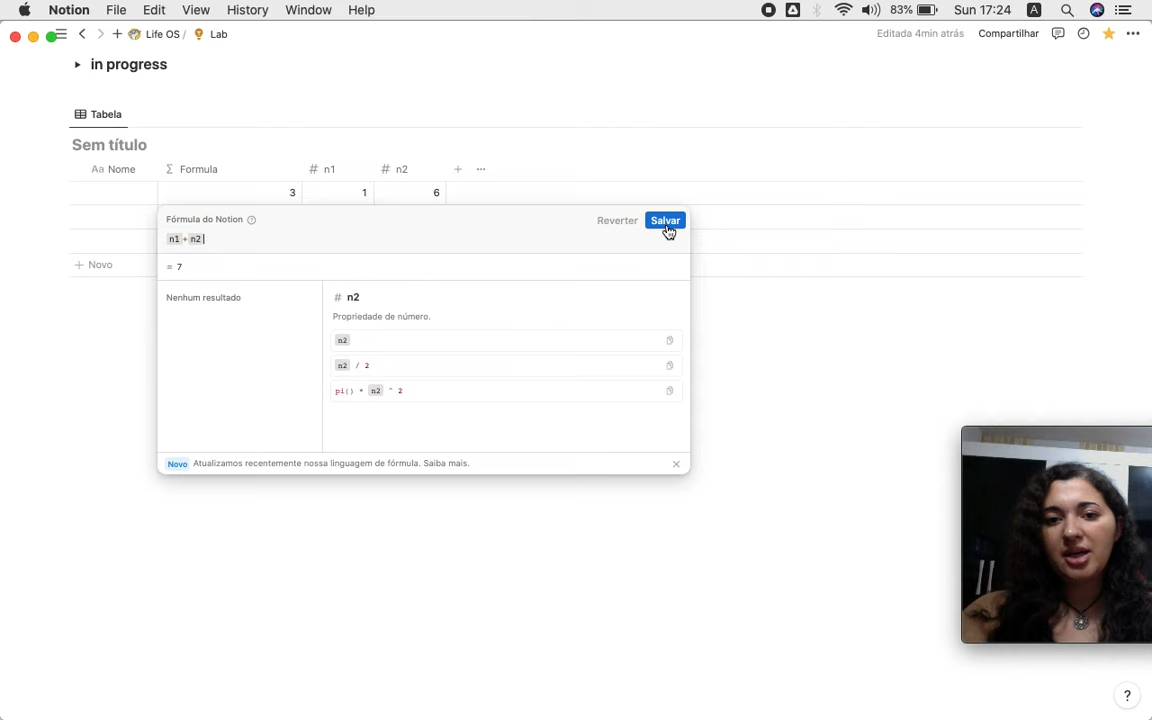 Notion File Edit View History Window Help 83% Sun 17:24 A
Life OS / Lab Editada 4min atrás Compartilhar
in progress
Tabela
Sem título
Aa Nome Σ Formula # n1 # n2 + ...
3 1 6
Fórmula do Notion ? Reverter Salvar
n1 + n2
= 7
+ Novo
Nenhum resultado
# n2
Propriedade de número.
n2
n2 / 2
pi() * n2 ^ 2
Novo Atualizamos recentemente nossa linguagem de fórmula. Saiba mais.
?